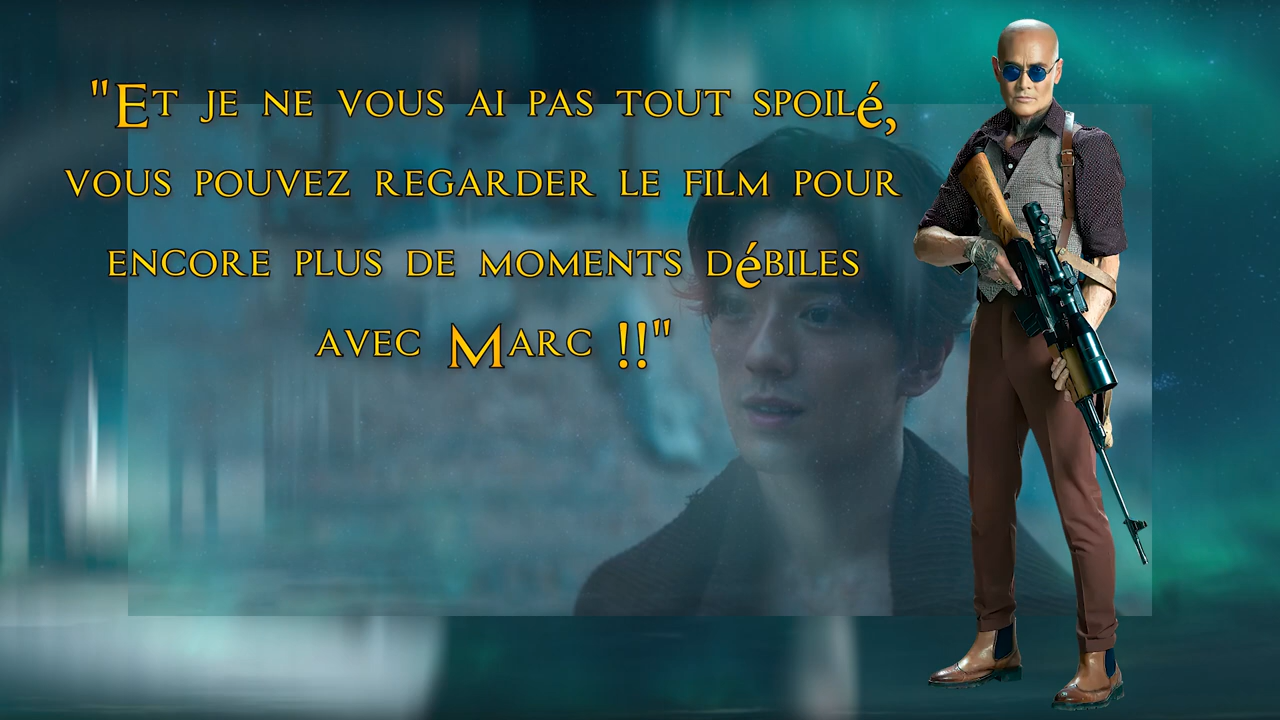 "Et je ne vous ai pas tout spoilé,
vous pouvez regarder le film pour
encore plus de moments débiles
avec Marc !!"